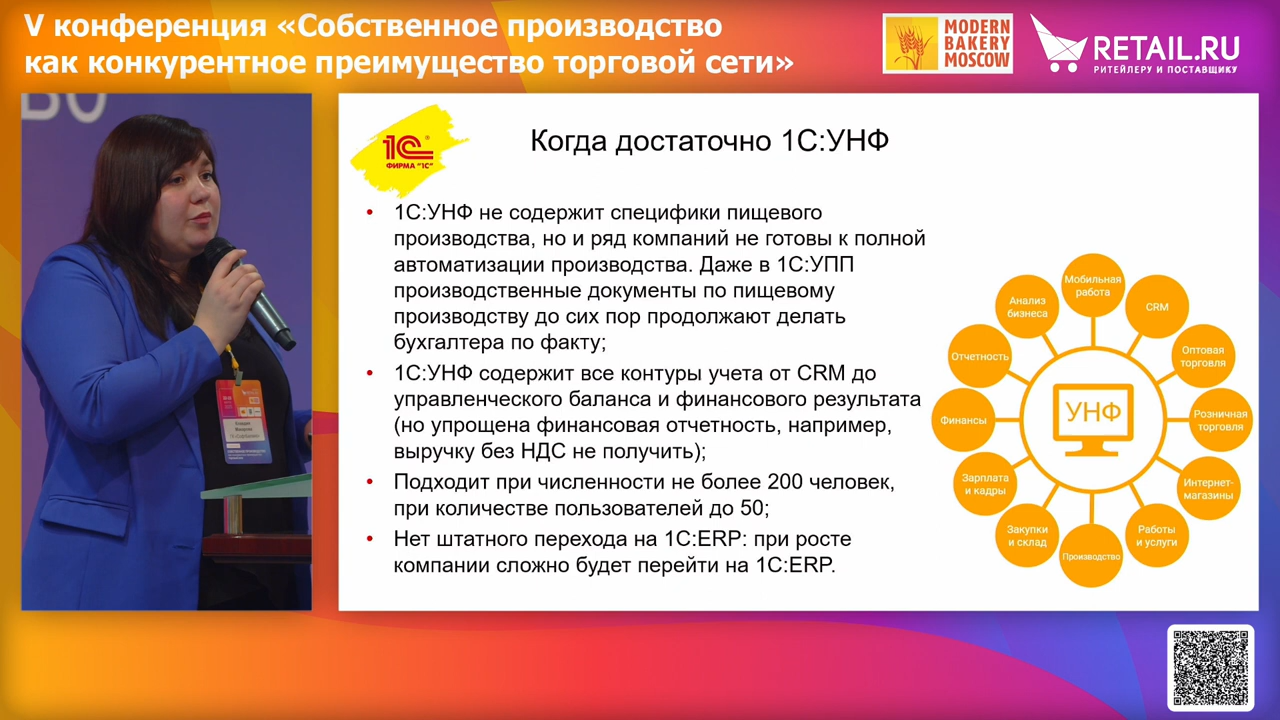 V конференция «Собственное производство
как конкурентное преимущество торговой сети»
MODERN
BAKERY
MOSCOW
RETAIL.RU
РИТЕЙЛЕРУ И ПОСТАВЩИКУ
ВО
1С®
ФИРМА "1С"
Когда достаточно 1С:УНФ
• 1С:УНФ не содержит специфики пищевого
производства, но и ряд компаний не готовы к полной
автоматизации производства. Даже в 1С:УПП
производственные документы по пищевому
производству до сих пор продолжают делать
бухгалтера по факту;
• 1С:УНФ содержит все контуры учета от CRM до
управленческого баланса и финансового результата
(но упрощена финансовая отчетность, например,
выручку без НДС не получить);
• Подходит при численности не более 200 человек,
при количестве пользователей до 50;
• Нет штатного перехода на 1С:ERP: при росте
компании сложно будет перейти на 1С:ERP.
Мобильная
работа
CRM
Оптовая
торговля
Розничная
торговля
Интернет-
магазины
Работы
и услуги
Производство
Закупки
и склад
Зарплата
и кадры
Финансы
Отчетность
Анализ
бизнеса
УНФ